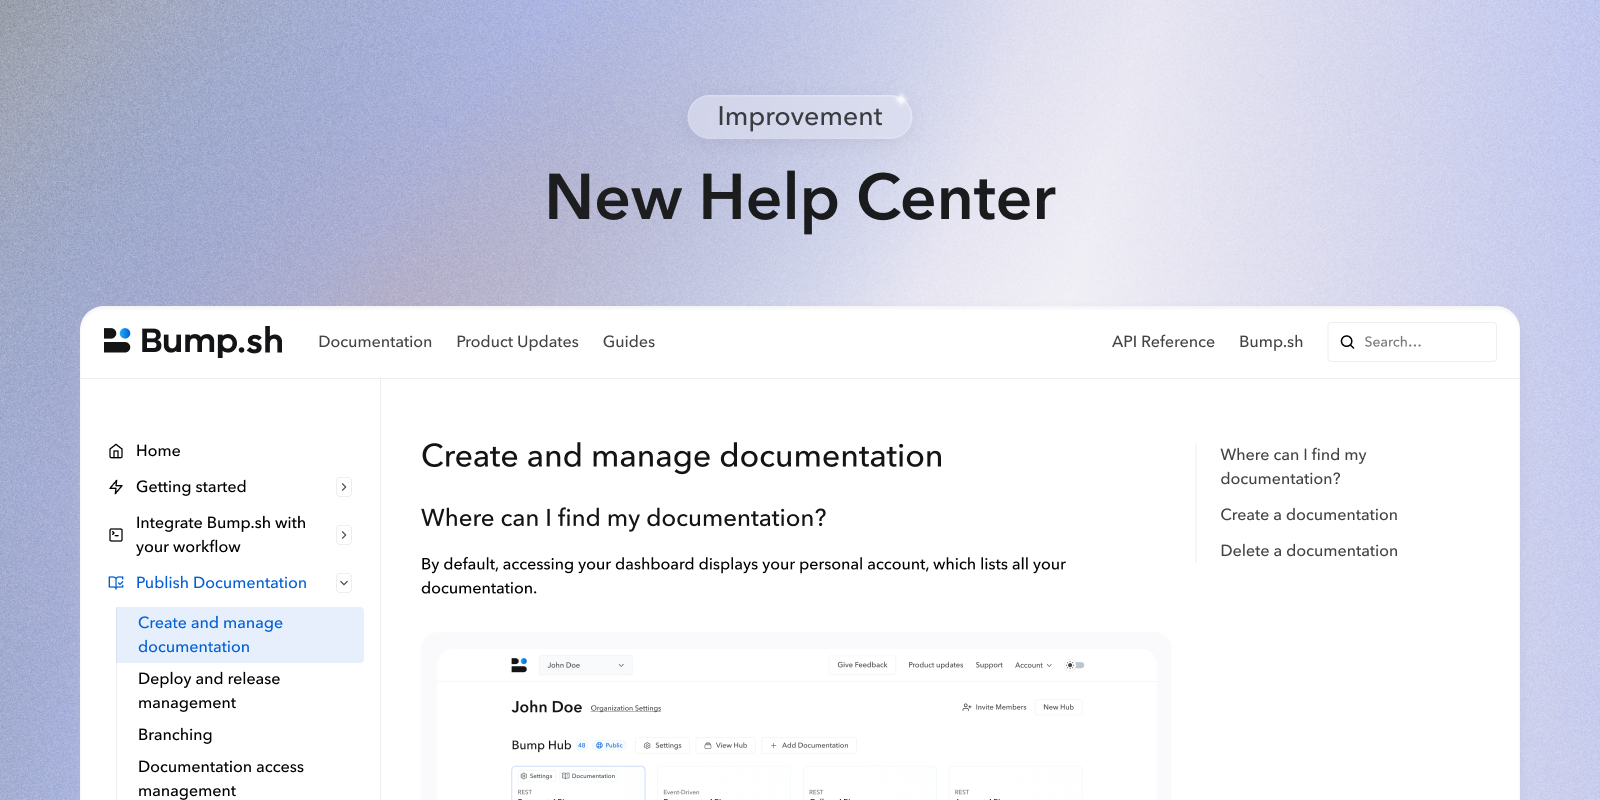 Improvement
New Help Center
Bump.sh
Documentation
Product Updates
Guides
API Reference
Bump.sh
Search...
Home
Getting started
Integrate Bump.sh with
your workflow
Publish Documentation
Create and manage
documentation
Deploy and release
management
Branching
Documentation access
management
Create and manage documentation
Where can I find my documentation?
By default, accessing your dashboard displays your personal account, which lists all your
documentation.
John Doe
Give Feedback
Product updates
Support
Account
John Doe
Organization Settings
Invite Members
New Hub
Bump Hub
48
Public
Settings
View Hub
Add Documentation
Settings
Documentation
REST
Event-Driven
REST
REST
Where can I find my
documentation?
Create a documentation
Delete a documentation